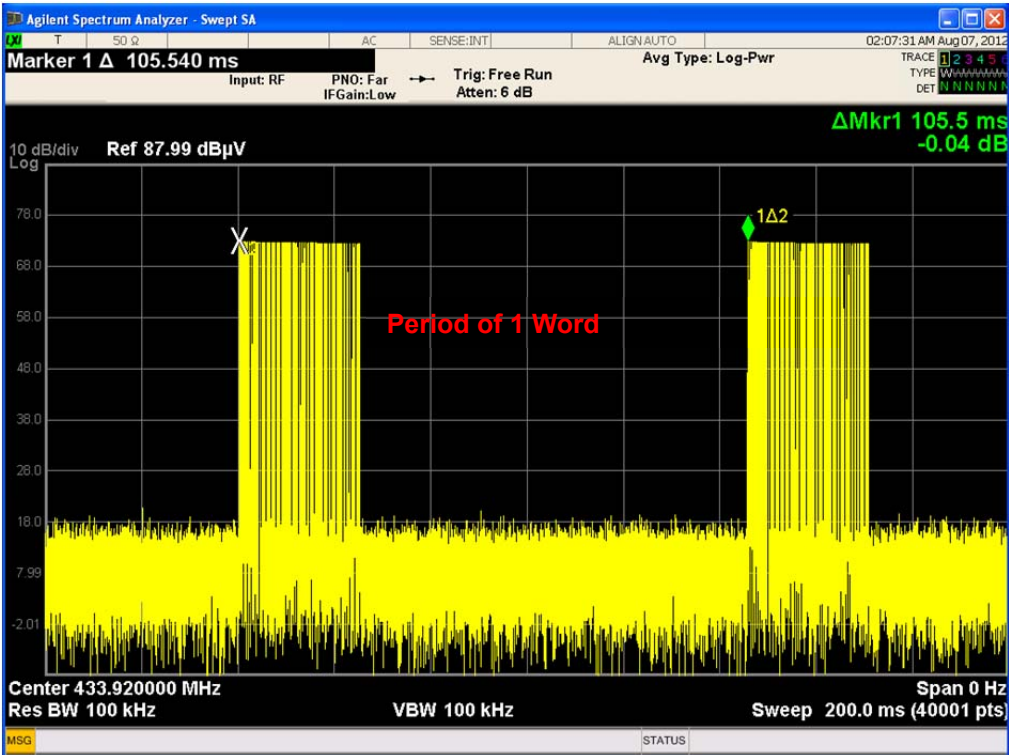 Agilent Spectrum Analyzer - Swept SA
LXI T 50 Ω AC SENSE:INT ALIGN AUTO 02:07:31 AM Aug 07, 2012
Marker 1 Δ 105.540 ms
Avg Type: Log-Pwr
TRACE 1 2 3 4 5 6
Input: RF PNO: Far Trig: Free Run
TYPE W
IFGain:Low Atten: 6 dB
DET N N N N N N
ΔMkr1 105.5 ms
-0.04 dB
10 dB/div Ref 87.99 dBµV
Log
78.0
1Δ2
68.0
58.0
Period of 1 Word
48.0
38.0
28.0
18.0
7.99
-2.01
Center 433.920000 MHz Span 0 Hz
Res BW 100 kHz VBW 100 kHz Sweep 200.0 ms (40001 pts)
MSG STATUS